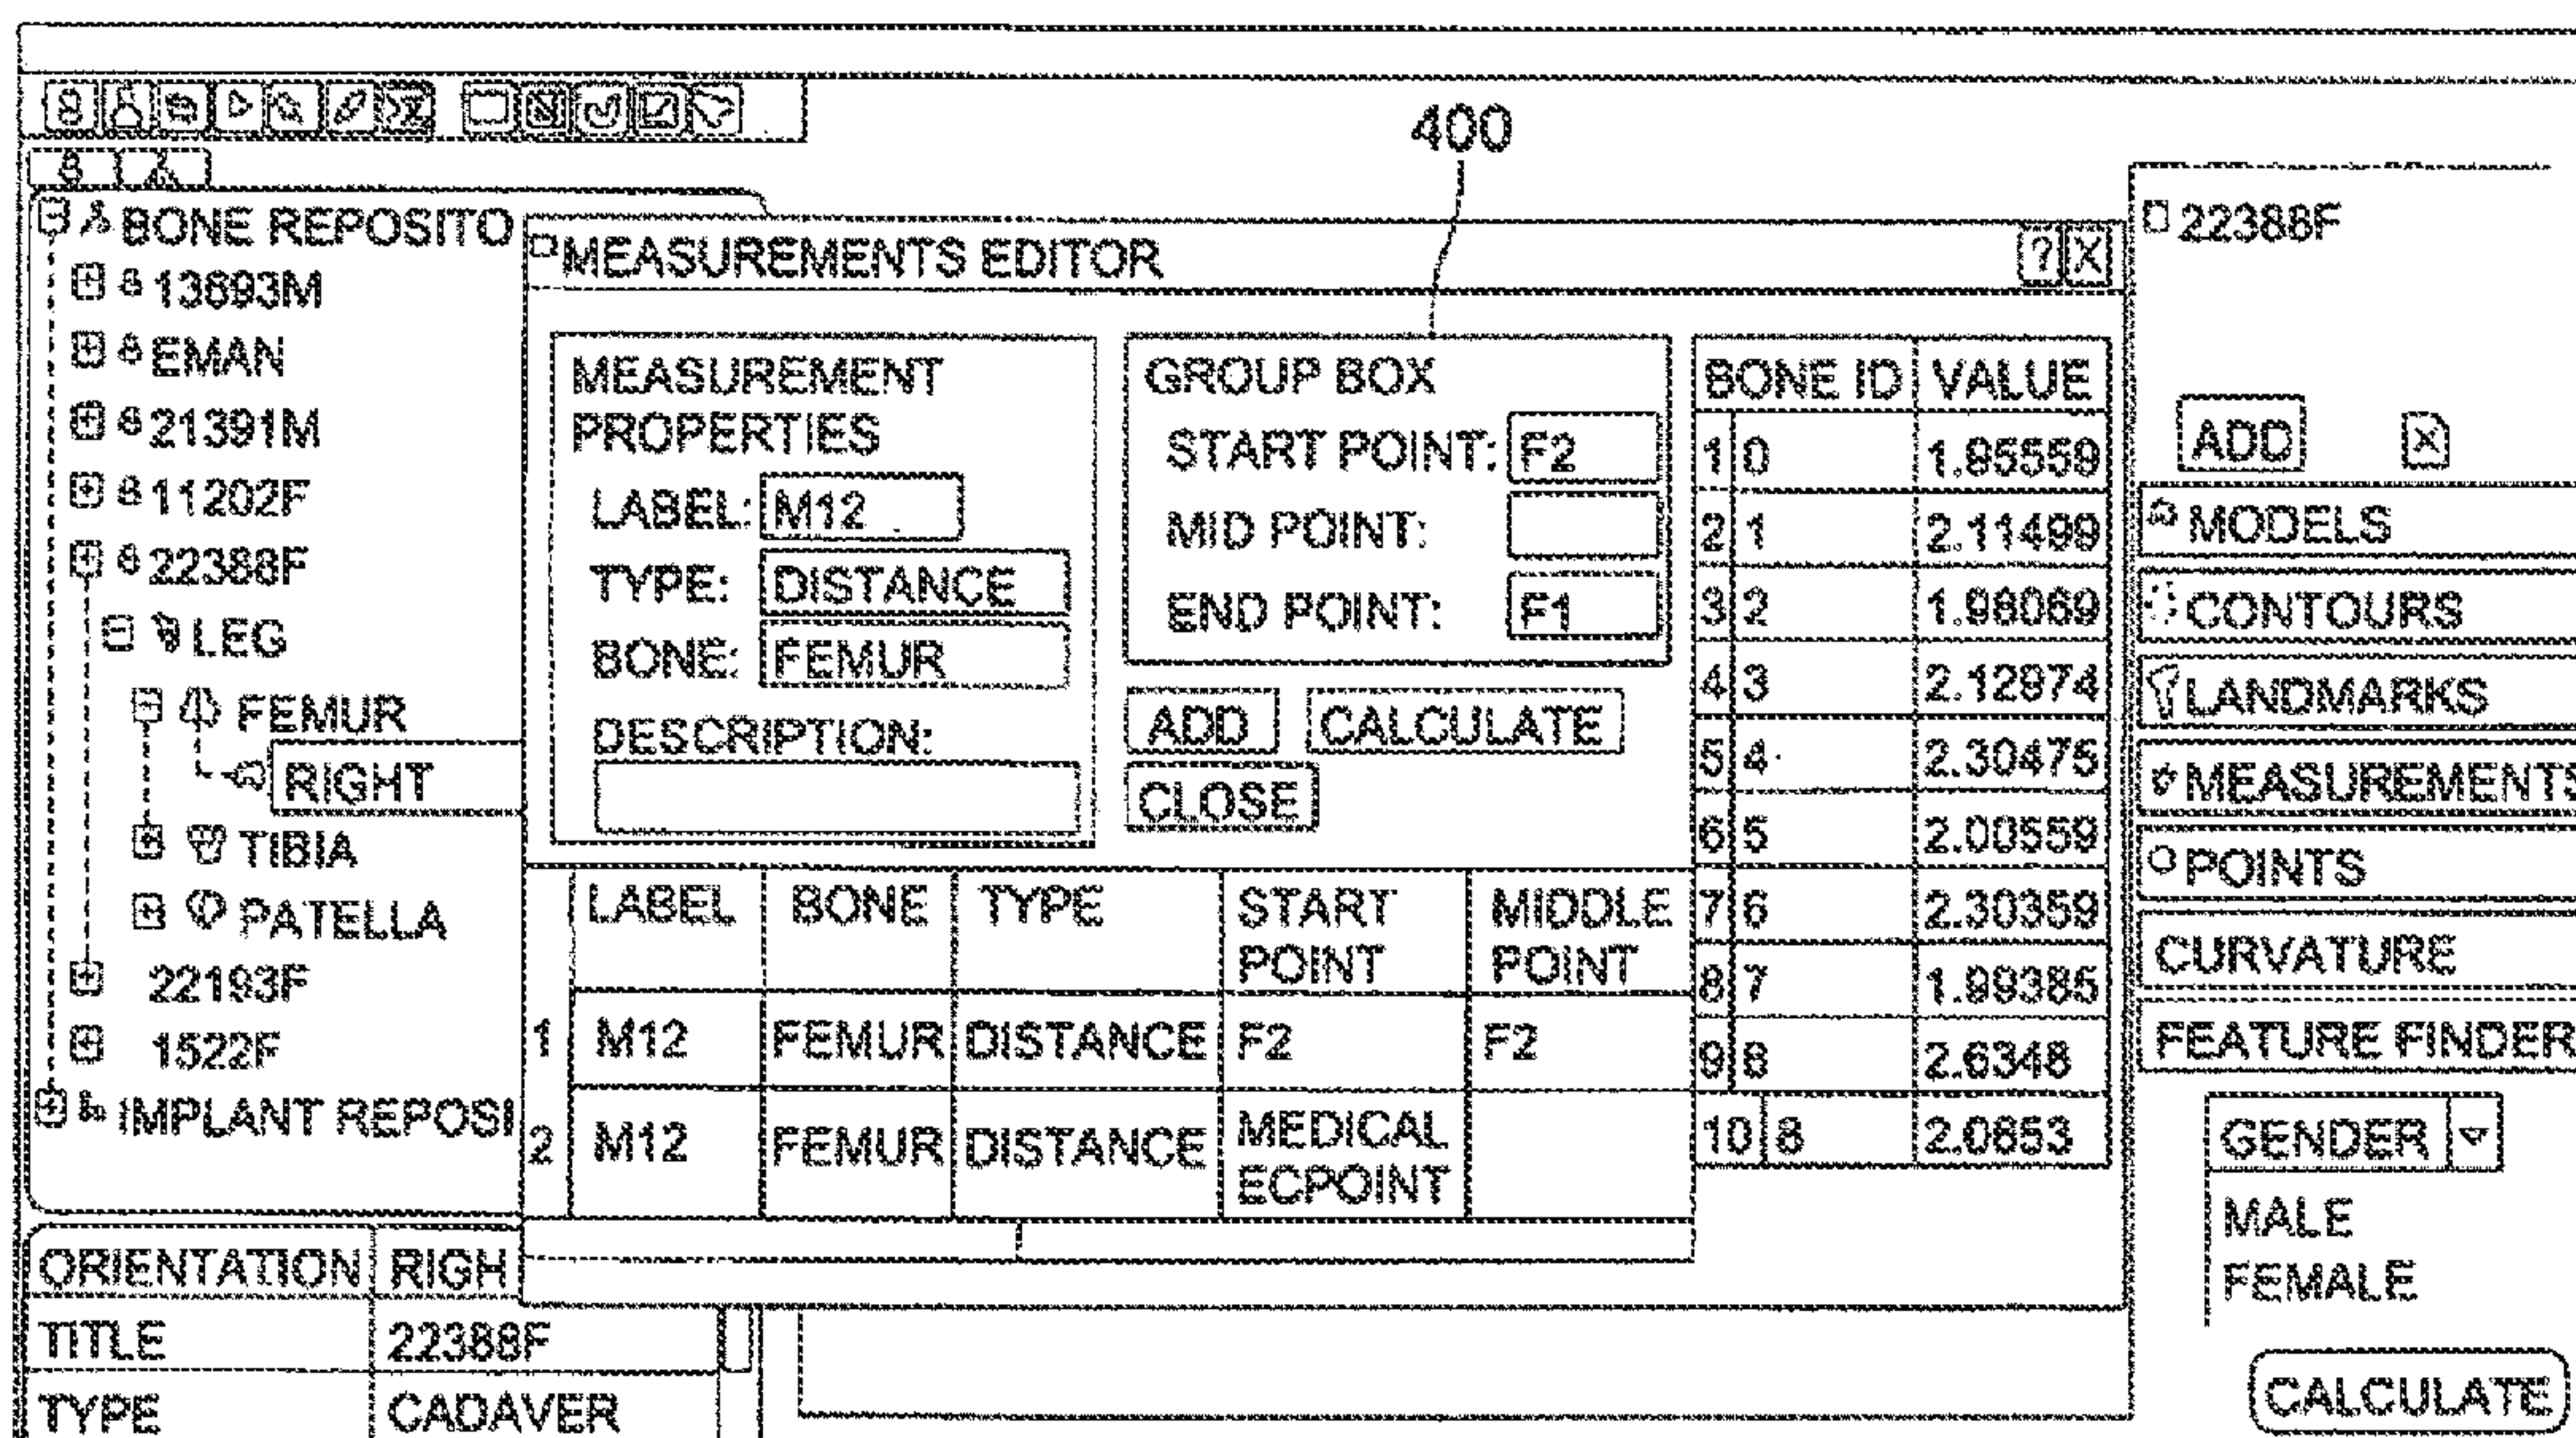 400
BONE REPOSITO
13693M
EMAN
21391M
11202F
22388F
LEG
FEMUR
RIGHT
TIBIA
PATELLA
22193F
1522F
IMPLANT REPOSI
ORIENTATION RIGH
TITLE 22388F
TYPE CADAVER
MEASUREMENTS EDITOR ? X
MEASUREMENT
PROPERTIES
LABEL: M12
TYPE: DISTANCE
BONE: FEMUR
DESCRIPTION:
GROUP BOX
START POINT: F2
MID POINT:
END POINT: F1
ADD CALCULATE
CLOSE
BONE ID VALUE
1 0 1.95559
2 1 2.11499
3 2 1.98069
4 3 2.12974
5 4 2.30475
6 5 2.00559
7 6 2.30359
8 7 1.99385
9 8 2.6348
10 8 2.0853
LABEL BONE TYPE START POINT MIDDLE POINT
1 M12 FEMUR DISTANCE F2 F2
2 M12 FEMUR DISTANCE MEDICAL ECPOINT
22388F
ADD X
MODELS
CONTOURS
LANDMARKS
MEASUREMENTS
POINTS
CURVATURE
FEATURE FINDER
GENDER
MALE
FEMALE
CALCULATE